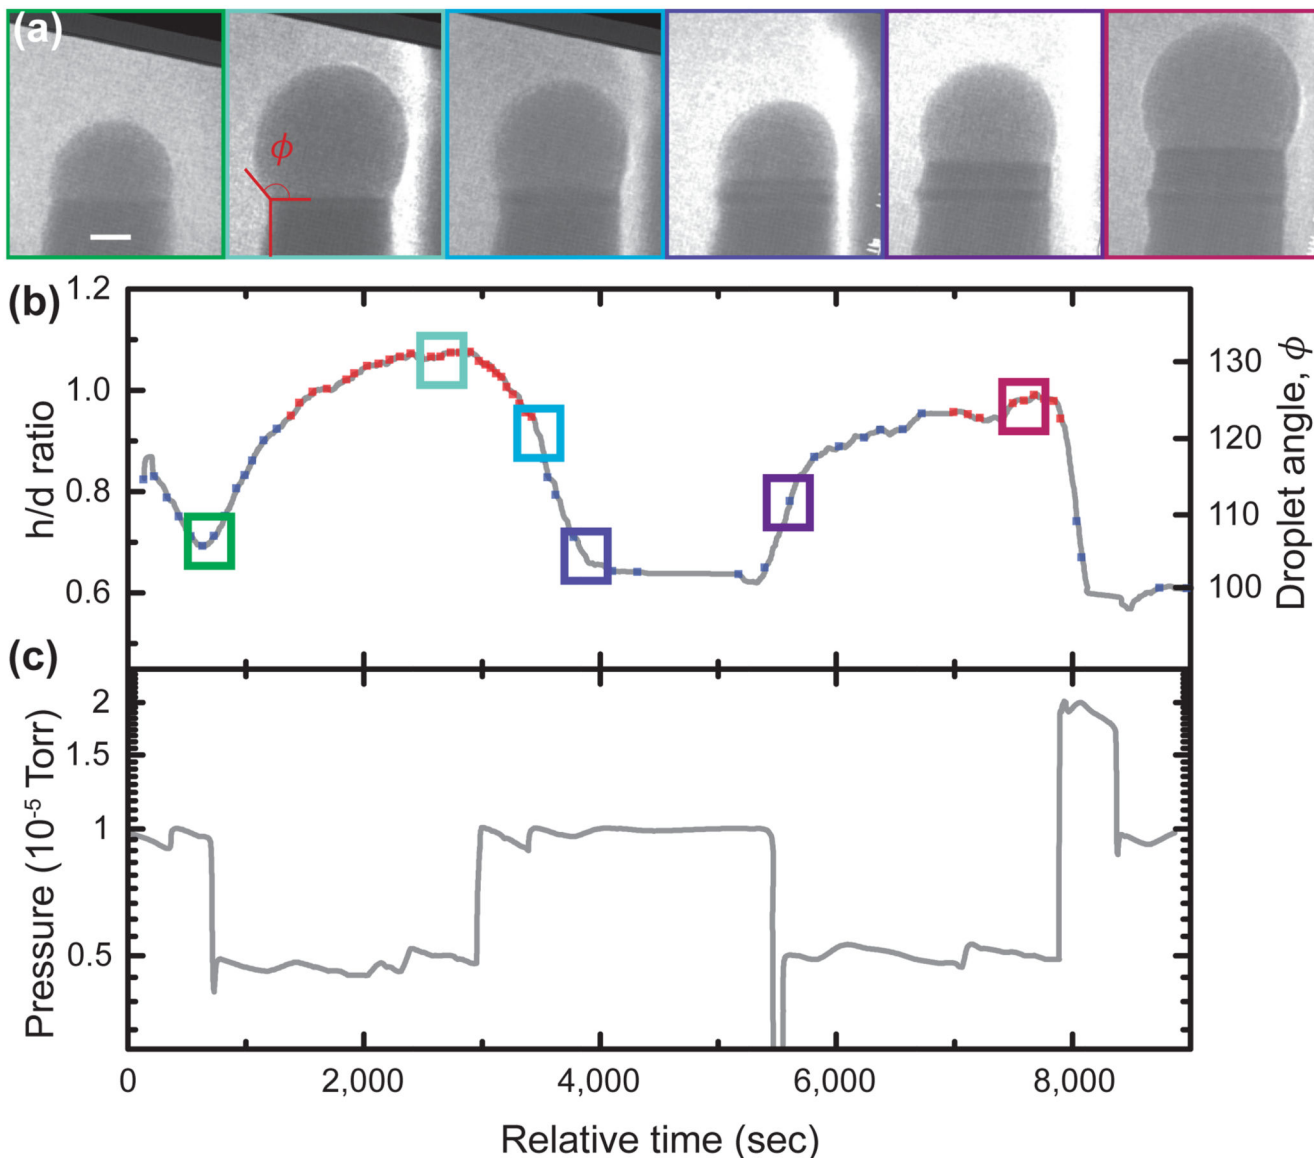 (a)
ϕ
(b)
1.2
1.0
0.8
0.6
h/d ratio
130
120
110
100
Droplet angle, ϕ
(c)
2
1.5
1
0.5
Pressure (10⁻⁵ Torr)
0 2,000 4,000 6,000 8,000
Relative time (sec)